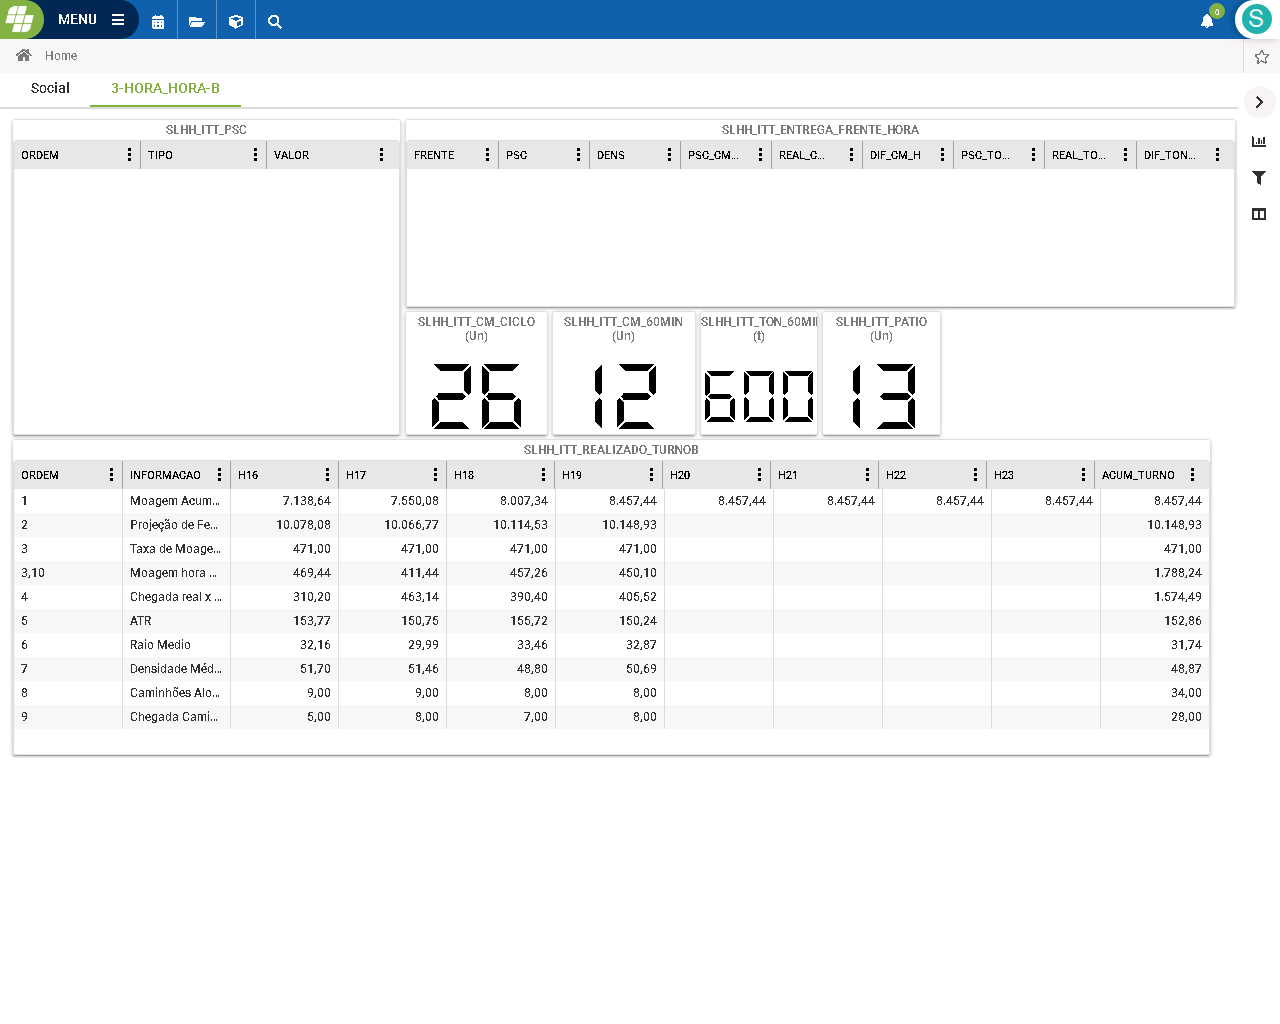 MENU
0
S
Home
Social 3-HORA_HORA-B
SLHH_ITT_PSC
ORDEM TIPO VALOR
SLHH_ITT_ENTREGA_FRENTE_HORA
FRENTE PSC DENS PSC_CM... REAL_C... DIF_CM_H PSC_TO... REAL_TO... DIF_TON...
SLHH_ITT_CM_CICLO
(Un)
26
SLHH_ITT_CM_60MIN
(Un)
12
SLHH_ITT_TON_60MI
(t)
600
SLHH_ITT_PATIO
(Un)
13
SLHH_ITT_REALIZADO_TURNOB
ORDEM INFORMACAO H16 H17 H18 H19 H20 H21 H22 H23 ACUM_TURNO
1 Moagem Acum... 7.138,64 7.550,08 8.007,34 8.457,44 8.457,44 8.457,44 8.457,44 8.457,44 8.457,44
2 Projeção de Fe... 10.078,08 10.066,77 10.114,53 10.148,93 10.148,93
3 Taxa de Moage... 471,00 471,00 471,00 471,00 471,00
3,10 Moagem hora ... 469,44 411,44 457,26 450,10 1.788,24
4 Chegada real x ... 310,20 463,14 390,40 405,52 1.574,49
5 ATR 153,77 150,75 155,72 150,24 152,86
6 Raio Medio 32,16 29,99 33,46 32,87 31,74
7 Densidade Méd... 51,70 51,46 48,80 50,69 48,87
8 Caminhões Alo... 9,00 9,00 8,00 8,00 34,00
9 Chegada Cami... 5,00 8,00 7,00 8,00 28,00